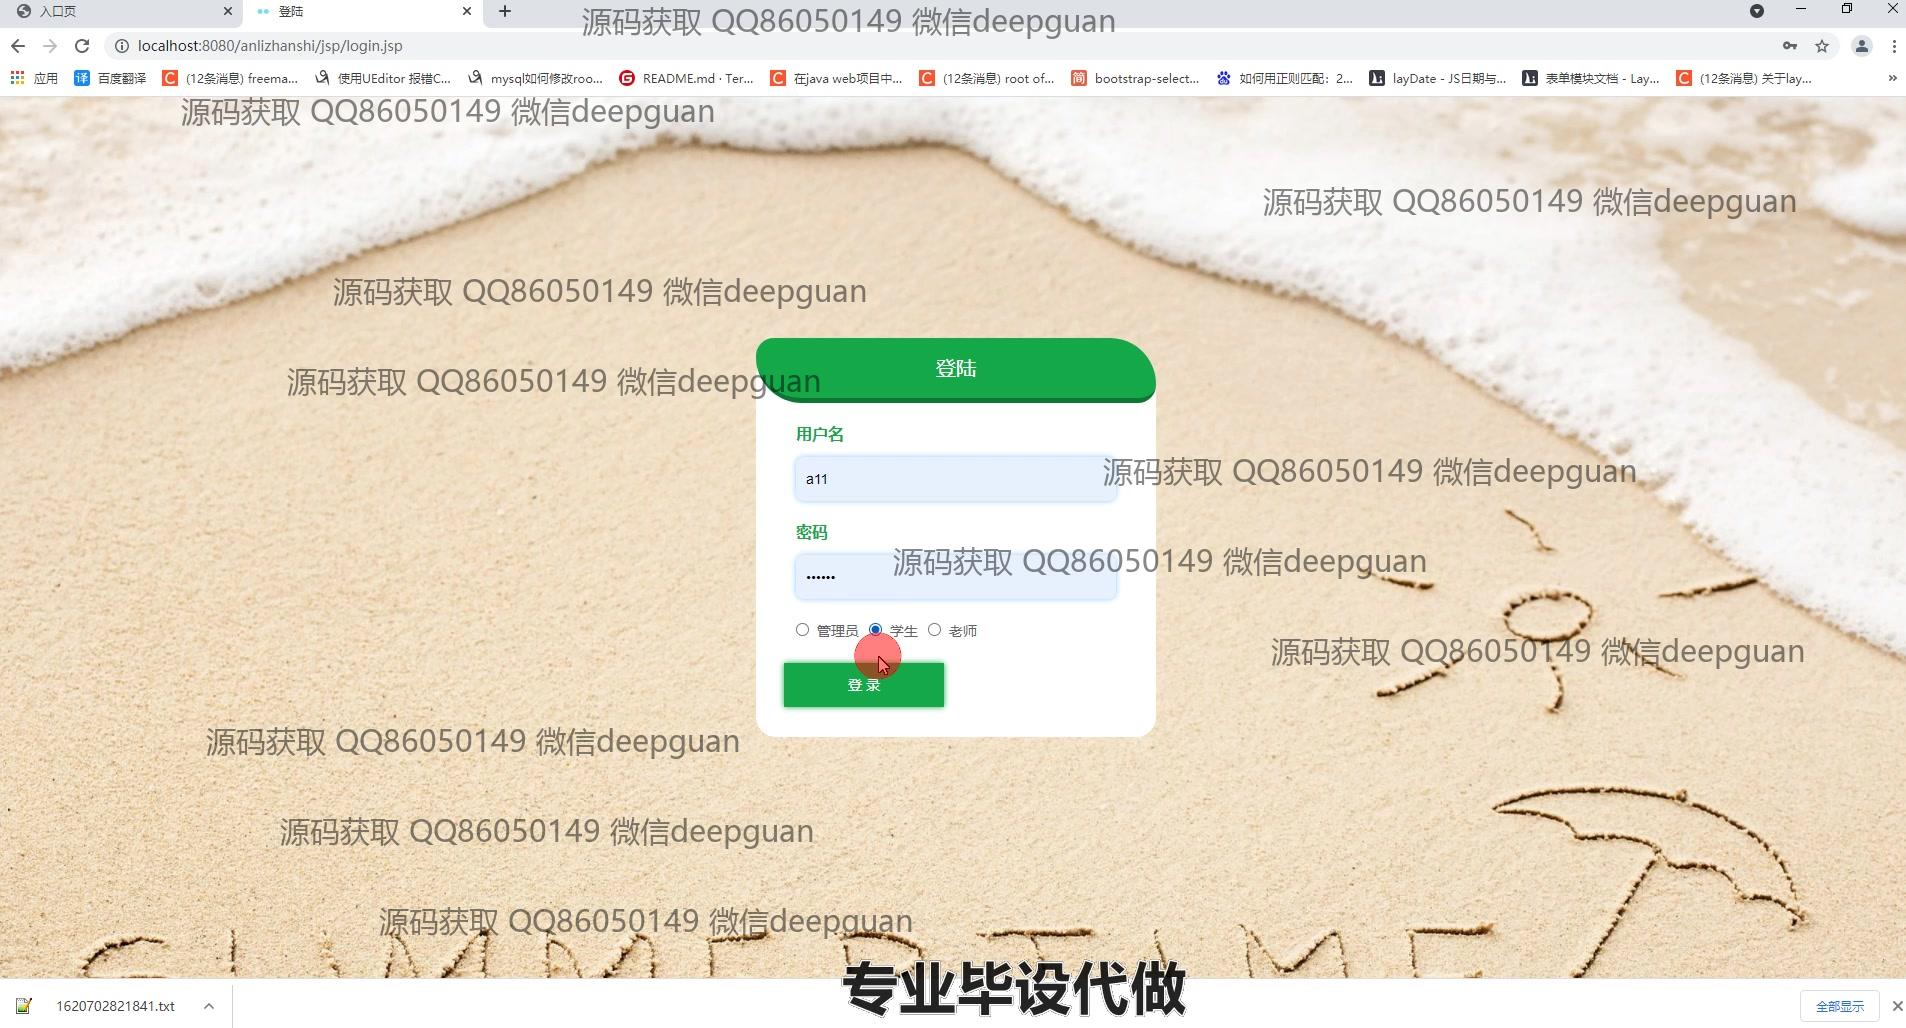 入口页
登陆
源码获取 QQ86050149 微信deepguan
localhost:8080/anlizhanshi/jsp/login.jsp
应用
百度翻译
(12条消息) freema...
使用UEditor 报错C...
mysql如何修改roo...
README.md · Ter...
在java web项目中...
(12条消息) root of...
bootstrap-select...
如何用正则匹配：2...
layDate - JS日期与...
表单模块文档 - Lay...
(12条消息) 关于lay...
源码获取 QQ86050149 微信deepguan
源码获取 QQ86050149 微信deepguan
源码获取 QQ86050149 微信deepguan
登陆
源码获取 QQ86050149 微信deepguan
用户名
a11
源码获取 QQ86050149 微信deepguan
密码
••••••
源码获取 QQ86050149 微信deepguan
管理员 学生 老师
源码获取 QQ86050149 微信deepguan
登 录
源码获取 QQ86050149 微信deepguan
源码获取 QQ86050149 微信deepguan
源码获取 QQ86050149 微信deepguan
SUMMERTIME
专业毕设代做
1620702821841.txt
全部显示